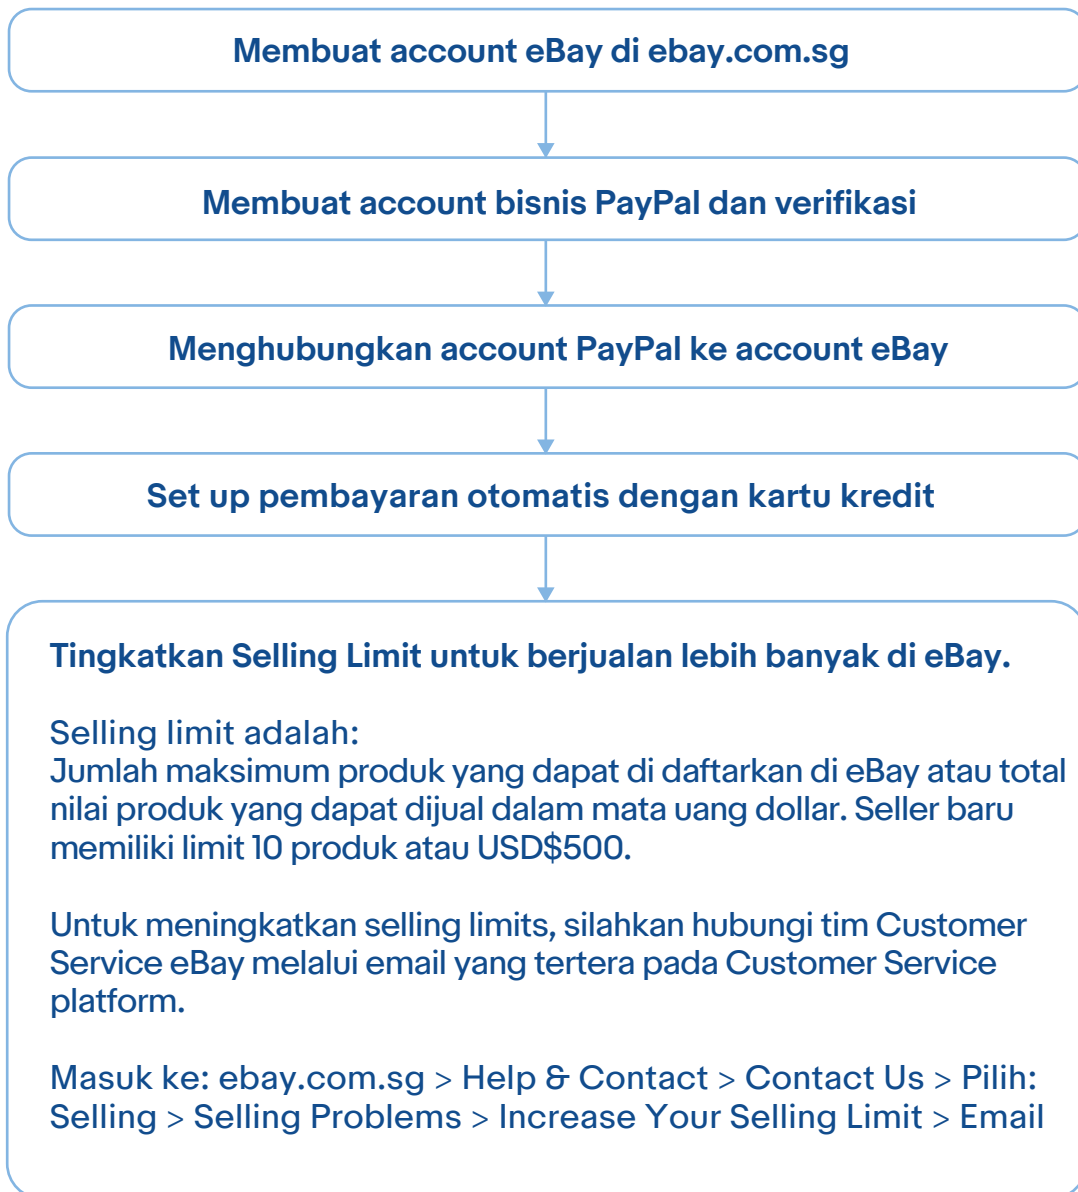 Membuat account eBay di ebay.com.sg
Membuat account bisnis PayPal dan verifikasi
Menghubungkan account PayPal ke account eBay
Set up pembayaran otomatis dengan kartu kredit
Tingkatkan Selling Limit untuk berjualan lebih banyak di eBay.
Selling limit adalah:
Jumlah maksimum produk yang dapat di daftarkan di eBay atau total
nilai produk yang dapat dijual dalam mata uang dollar. Seller baru
memiliki limit 10 produk atau USD$500.
Untuk meningkatkan selling limits, silahkan hubungi tim Customer
Service eBay melalui email yang tertera pada Customer Service
platform.
Masuk ke: ebay.com.sg > Help & Contact > Contact Us > Pilih:
Selling > Selling Problems > Increase Your Selling Limit > Email